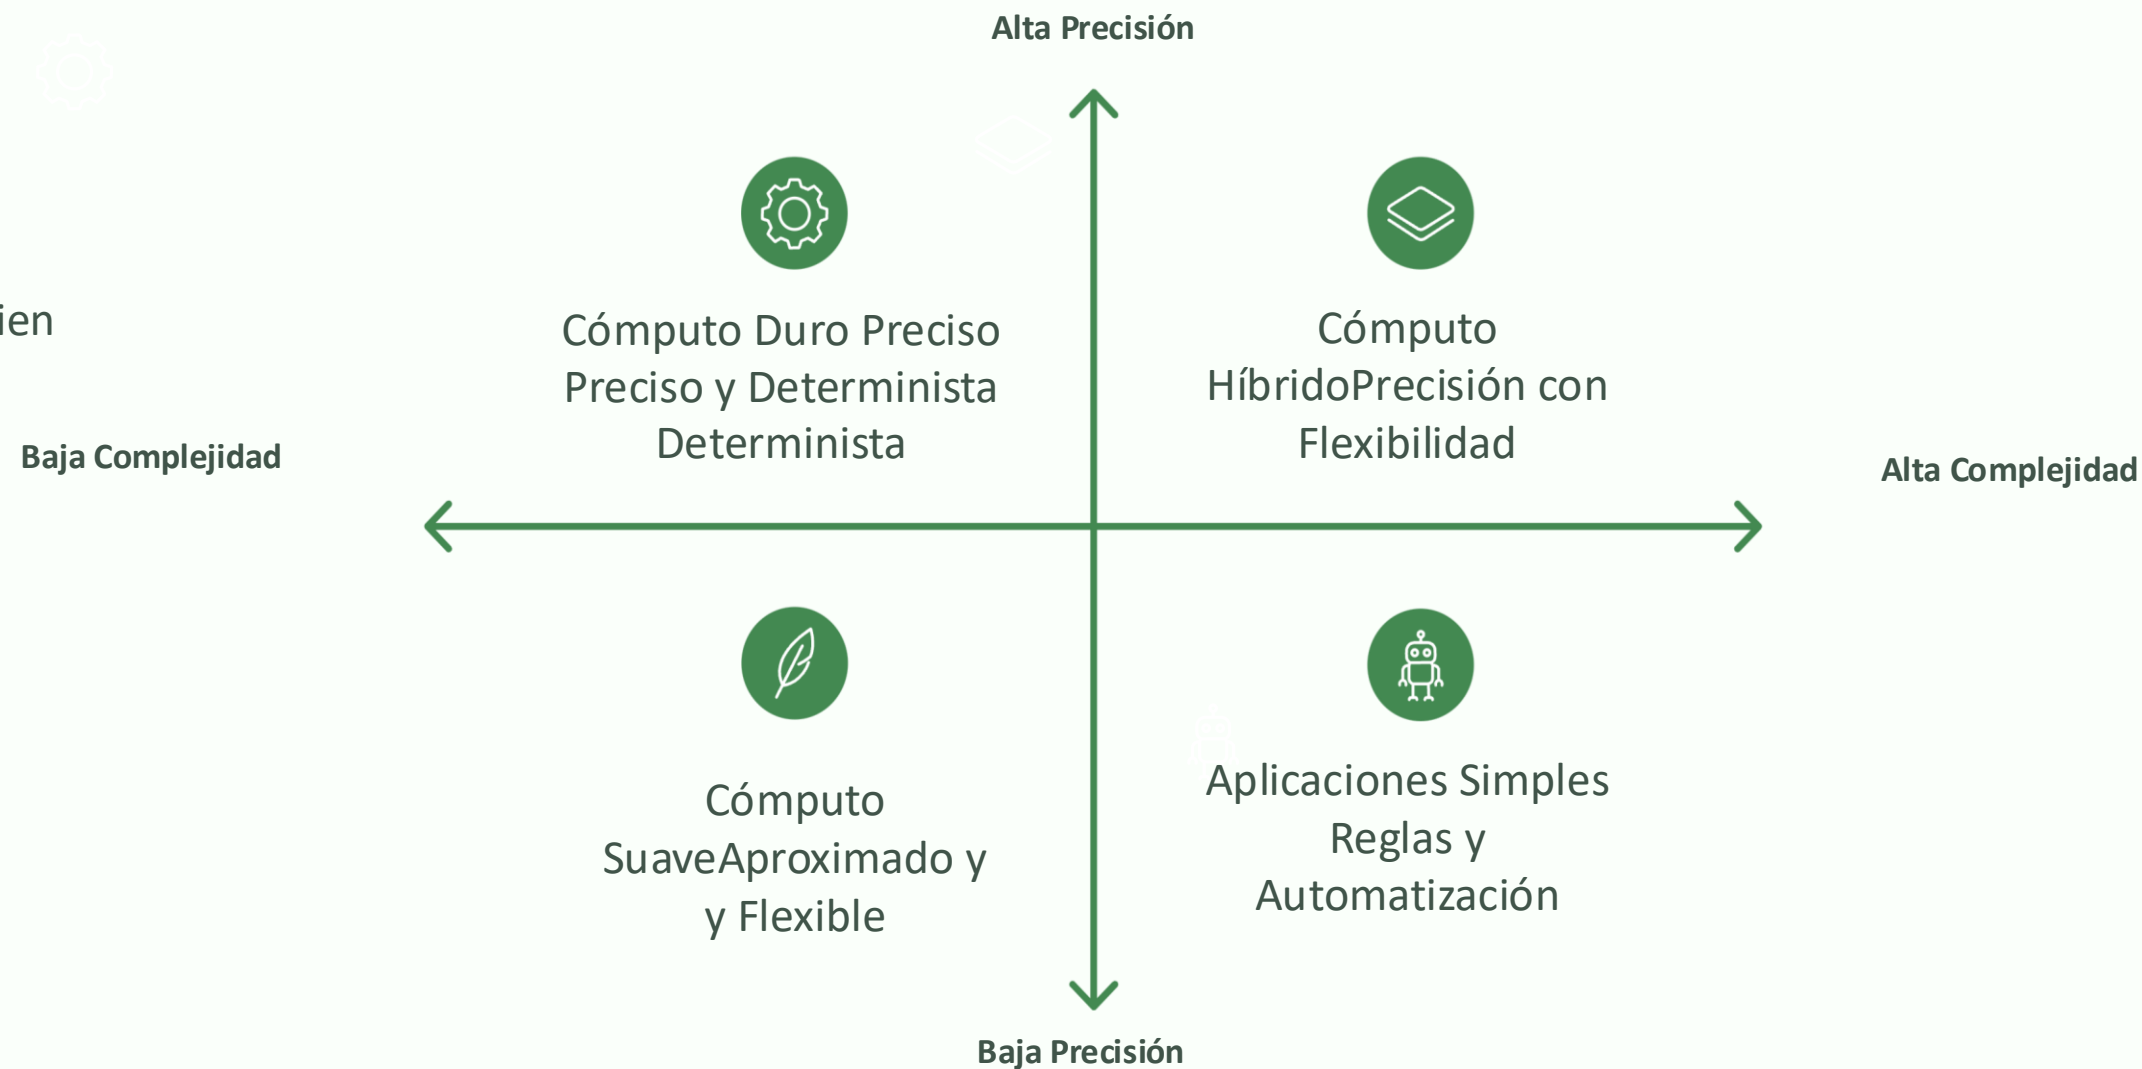 Alta Precisión
ien
Cómputo Duro Preciso
Preciso y Determinista
Determinista
Cómputo
HíbridoPrecisión con
Flexibilidad
Baja Complejidad
Alta Complejidad
Cómputo
SuaveAproximado y
y Flexible
Aplicaciones Simples
Reglas y
Automatización
Baja Precisión